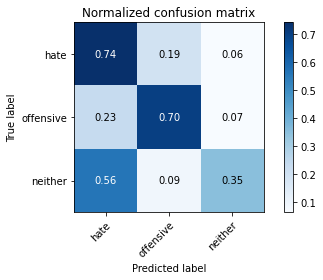 Normalized confusion matrix
True label
hate 0.74 0.19 0.06
offensive 0.23 0.70 0.07
neither 0.56 0.09 0.35
hate offensive neither
Predicted label
0.7
0.6
0.5
0.4
0.3
0.2
0.1